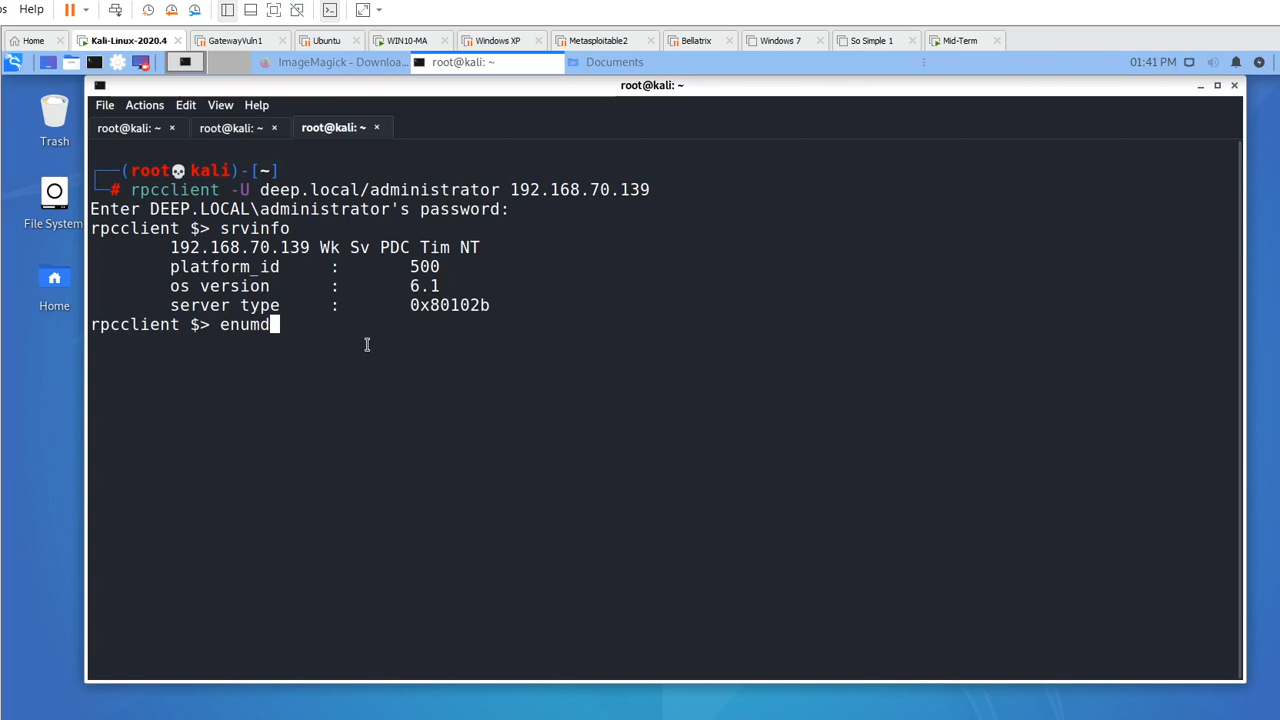 s Help
Home
Kali-Linux-2020.4
GatewayVuln1
Ubuntu
WIN10-MA
Windows XP
Metasploitable2
Bellatrix
Windows 7
So Simple 1
Mid-Term
ImageMagick - Downloa...
root@kali: ~
Documents
01:41 PM
root@kali: ~
File Actions Edit View Help
root@kali: ~ root@kali: ~ root@kali: ~
Trash
File System
Home
┌──(root💀kali)-[~]
└─# rpcclient -U deep.local/administrator 192.168.70.139
Enter DEEP.LOCAL\administrator's password:
rpcclient $> srvinfo
192.168.70.139 Wk Sv PDC Tim NT
platform_id : 500
os version : 6.1
server type : 0x80102b
rpcclient $> enumd